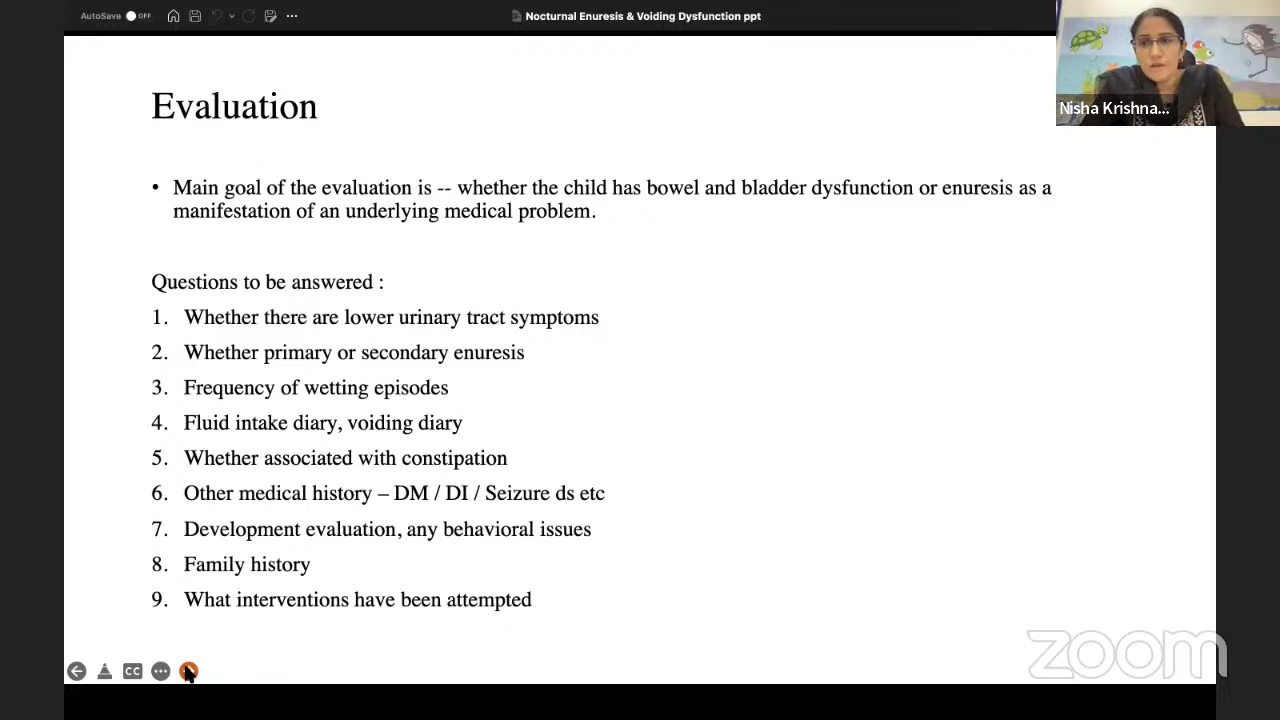 AutoSave OFF
Nocturnal Enuresis & Voiding Dysfunction ppt
Nisha Krishna...
Evaluation
• Main goal of the evaluation is -- whether the child has bowel and bladder dysfunction or enuresis as a
manifestation of an underlying medical problem.
Questions to be answered :
1. Whether there are lower urinary tract symptoms
2. Whether primary or secondary enuresis
3. Frequency of wetting episodes
4. Fluid intake diary, voiding diary
5. Whether associated with constipation
6. Other medical history – DM / DI / Seizure ds etc
7. Development evaluation, any behavioral issues
8. Family history
9. What interventions have been attempted
CC
zoom